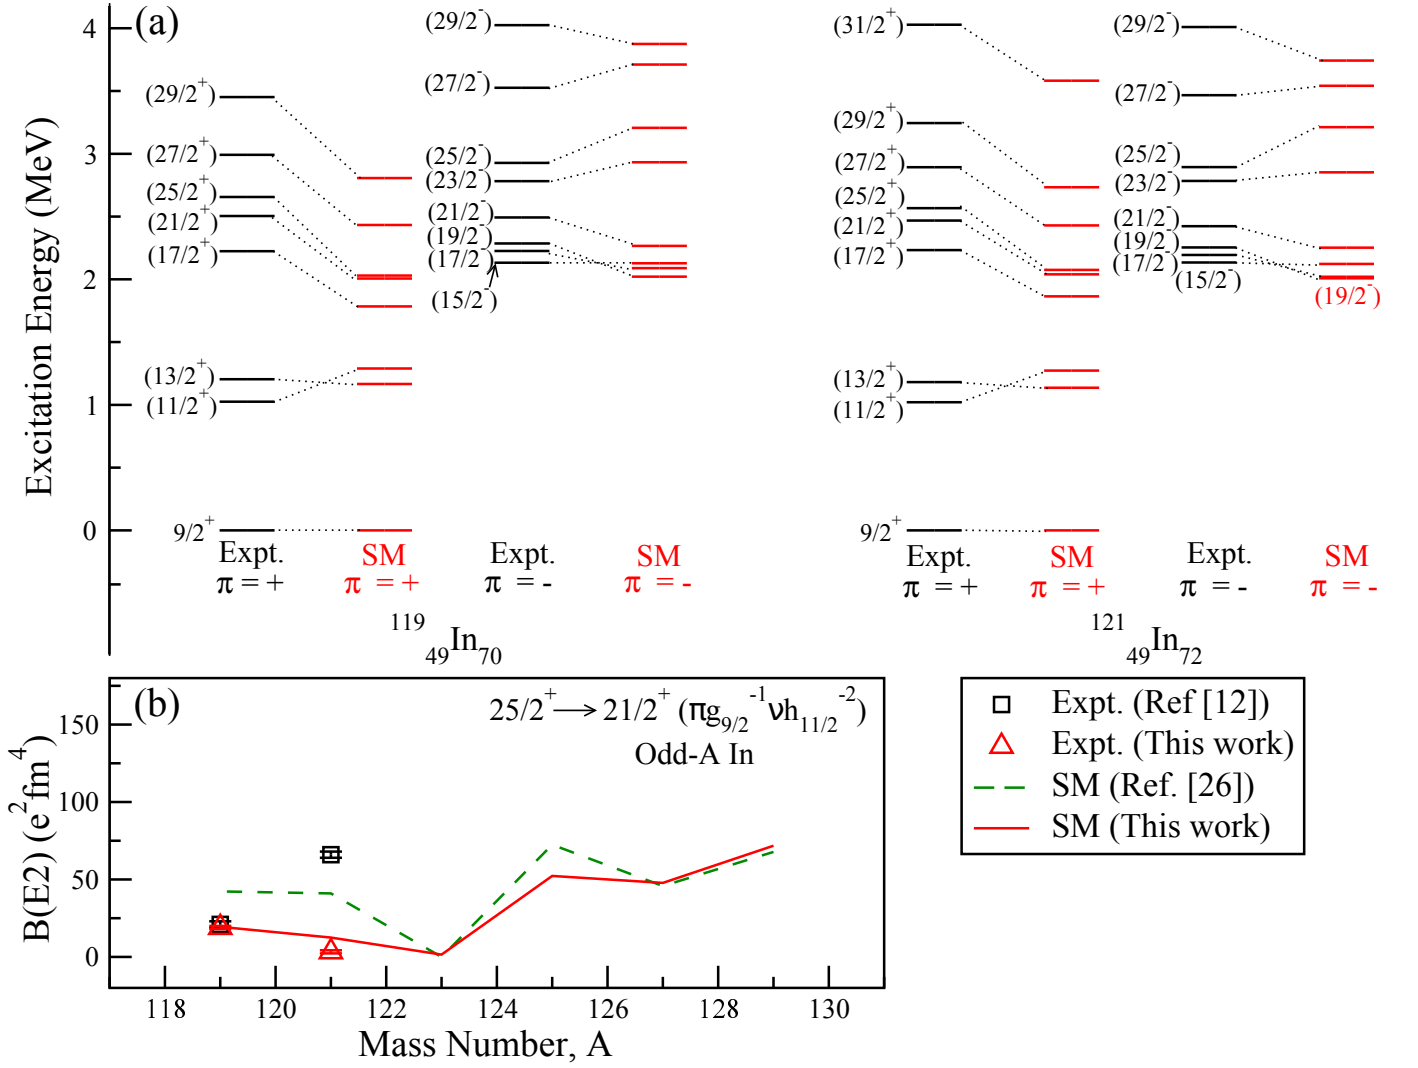 (a)
Excitation Energy (MeV)
4
3
2
1
0
(29/2⁺)
(27/2⁺)
(25/2⁺)
(21/2⁺)
(17/2⁺)
(13/2⁺)
(11/2⁺)
9/2⁺
(29/2⁻)
(27/2⁻)
(25/2⁻)
(23/2⁻)
(21/2⁻)
(19/2⁻)
(17/2⁻)
(15/2⁻)
(31/2⁺)
(29/2⁺)
(27/2⁺)
(25/2⁺)
(21/2⁺)
(17/2⁺)
(13/2⁺)
(11/2⁺)
9/2⁺
(29/2⁻)
(27/2⁻)
(25/2⁻)
(23/2⁻)
(21/2⁻)
(19/2⁻)
(17/2⁻)
(15/2⁻)
(19/2⁻)
Expt. SM Expt. SM Expt. SM Expt. SM
π = + π = + π = - π = - π = + π = + π = - π = -
¹¹⁹₄₉In₇₀ ¹²¹₄₉In₇₂
(b)
25/2⁺ → 21/2⁺ (πg₉/₂⁻¹νh₁₁/₂⁻²)
Odd-A In
B(E2) (e²fm⁴)
150
100
50
0
118 120 122 124 126 128 130
Mass Number, A
Expt. (Ref [12])
Expt. (This work)
SM (Ref. [26])
SM (This work)